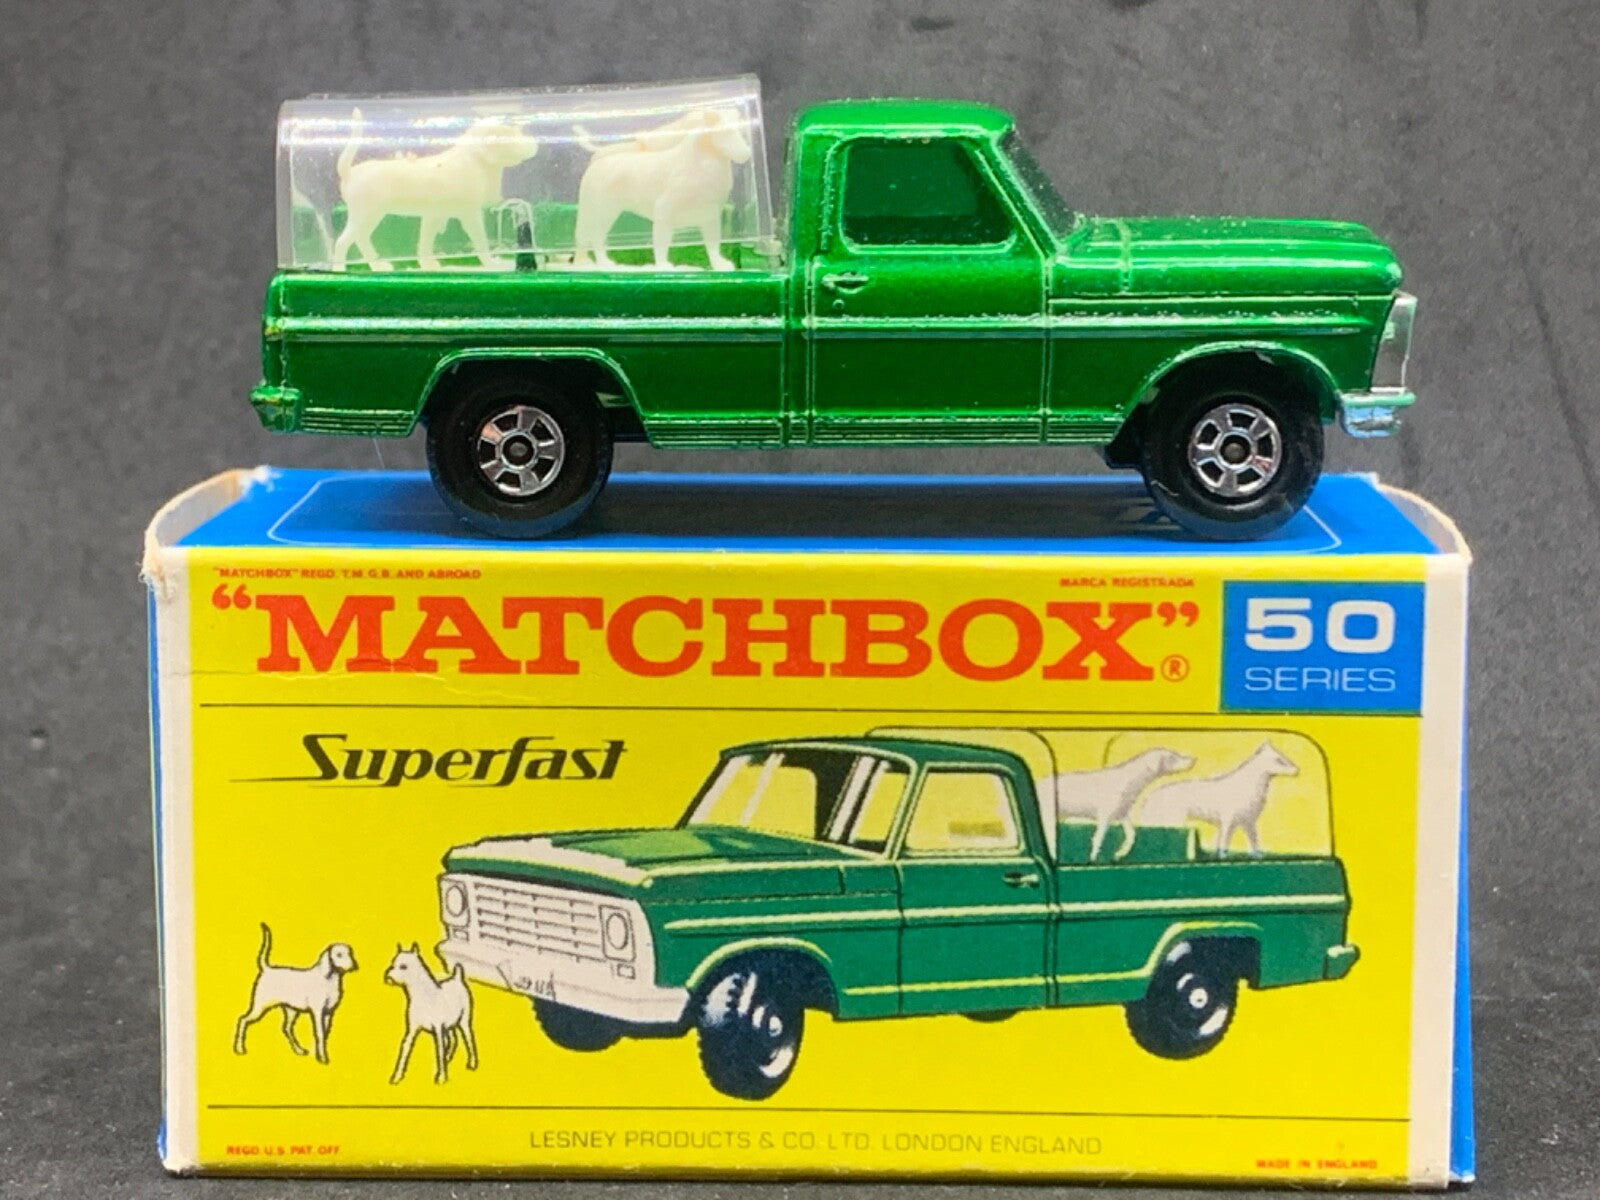 "MATCHBOX" REGD. T.M. G.B. AND ABROAD
MARCA REGISTRADA
“MATCHBOX”®
50
SERIES
Superfast
LESNEY PRODUCTS & CO. LTD. LONDON ENGLAND
REGD U.S. PAT. OFF
MADE IN ENGLAND